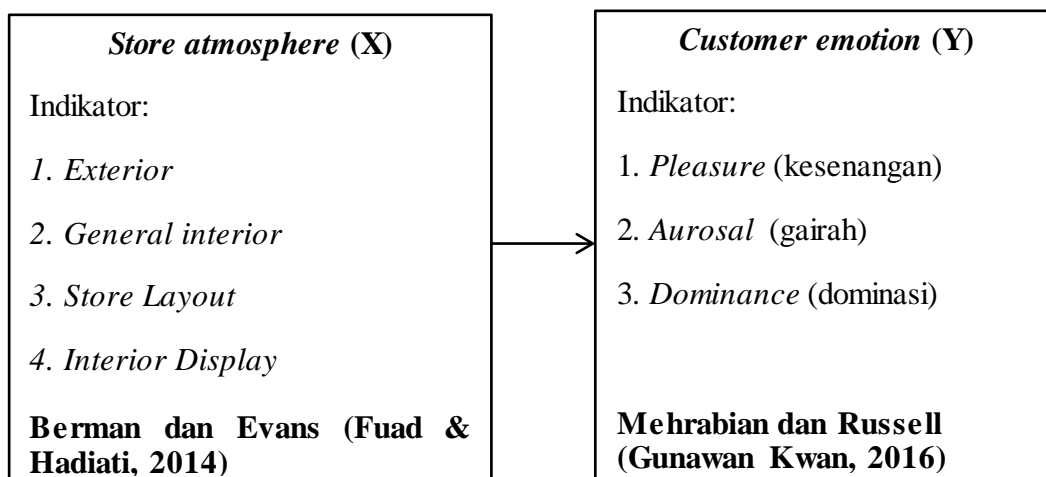 Store atmosphere (X)
Indikator:
1. Exterior
2. General interior
3. Store Layout
4. Interior Display
Berman dan Evans (Fuad &
Hadiati, 2014)
Customer emotion (Y)
Indikator:
1. Pleasure (kesenangan)
2. Aurosal (gairah)
3. Dominance (dominasi)
Mehrabian dan Russell
(Gunawan Kwan, 2016)